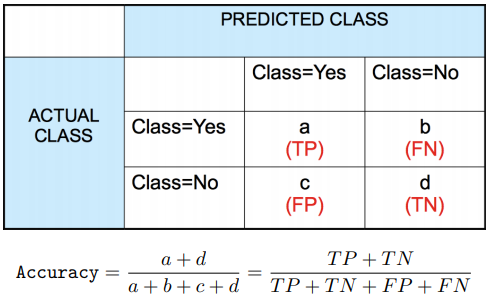 PREDICTED CLASS
Class=Yes Class=No
ACTUAL CLASS
Class=Yes a (TP) b (FN)
Class=No c (FP) d (TN)
Accuracy = a + d / a + b + c + d = TP + TN / TP + TN + FP + FN